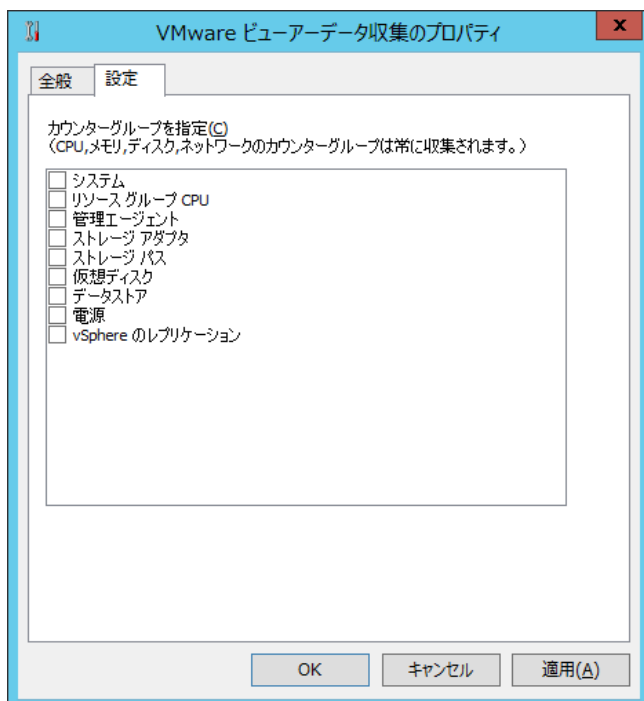 VMware ビューアーデータ収集のプロパティ
x
全般
設定
カウンターグループを指定(C)
（CPU,メモリ,ディスク,ネットワークのカウンターグループは常に収集されます。）
システム
リソース グループ CPU
管理エージェント
ストレージ アダプタ
ストレージ パス
仮想ディスク
データストア
電源
vSphere のレプリケーション
OK
キャンセル
適用(A)